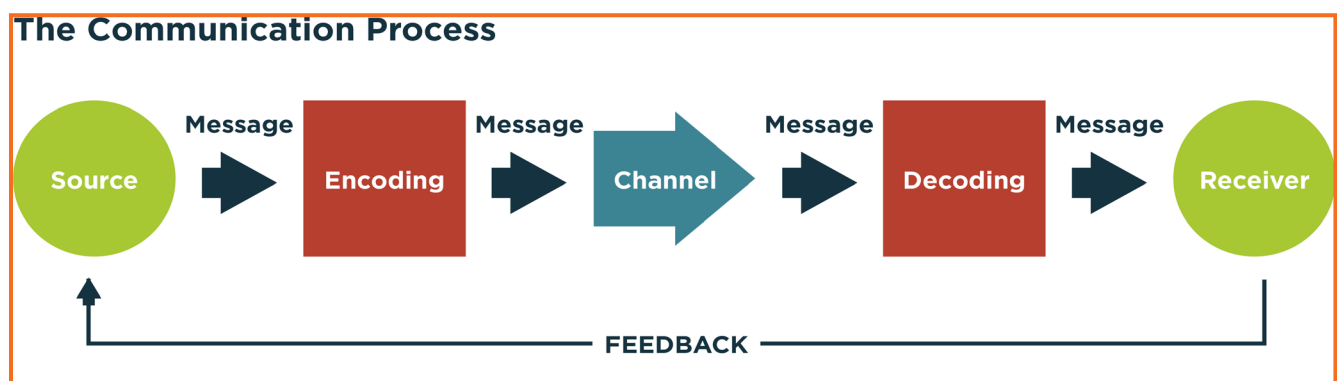 The Communication Process
Message Message Message Message
Source Encoding Channel Decoding Receiver
FEEDBACK